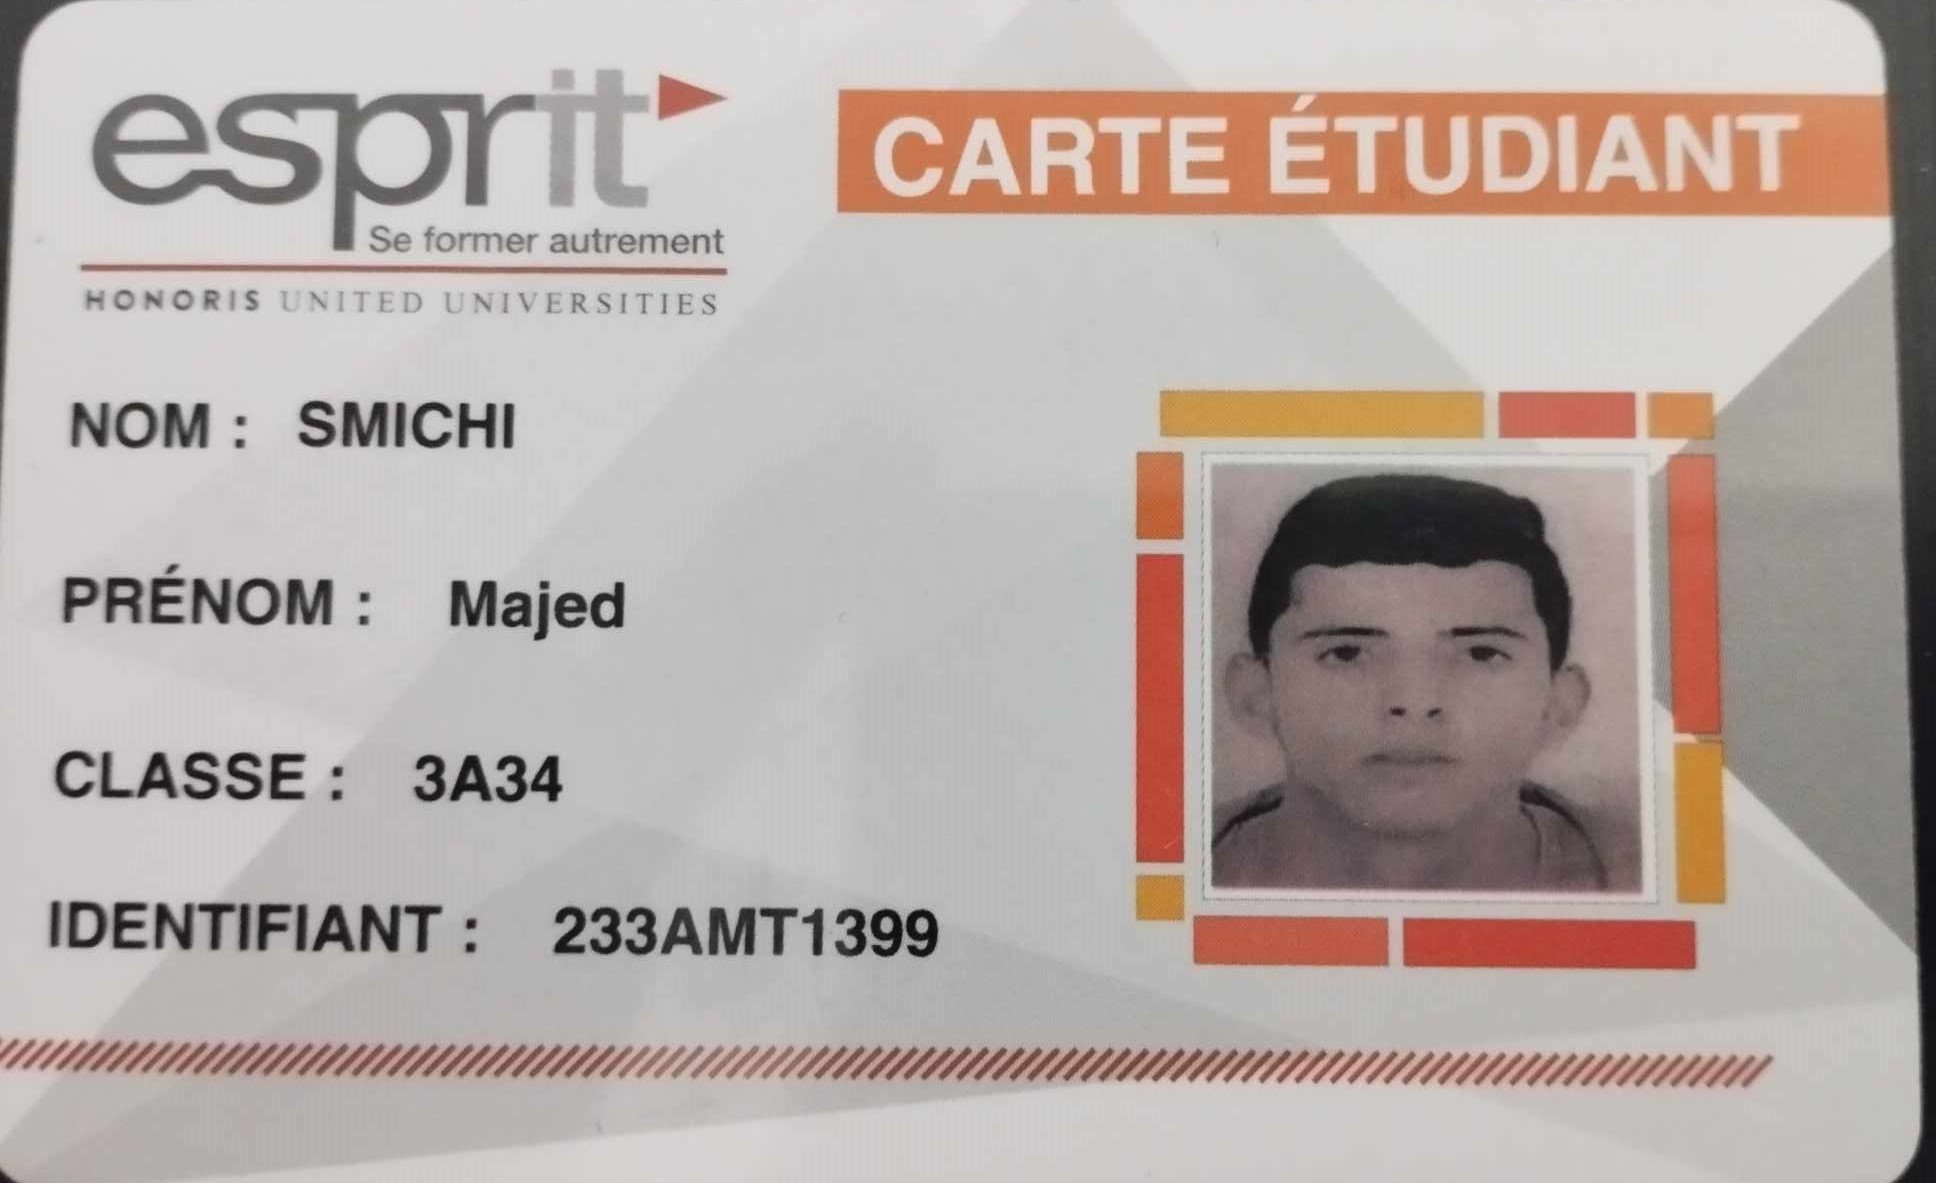 esprit
Se former autrement
HONORIS UNITED UNIVERSITIES
CARTE ÉTUDIANT
NOM : SMICHI
PRÉNOM : Majed
CLASSE : 3A34
IDENTIFIANT : 233AMT1399